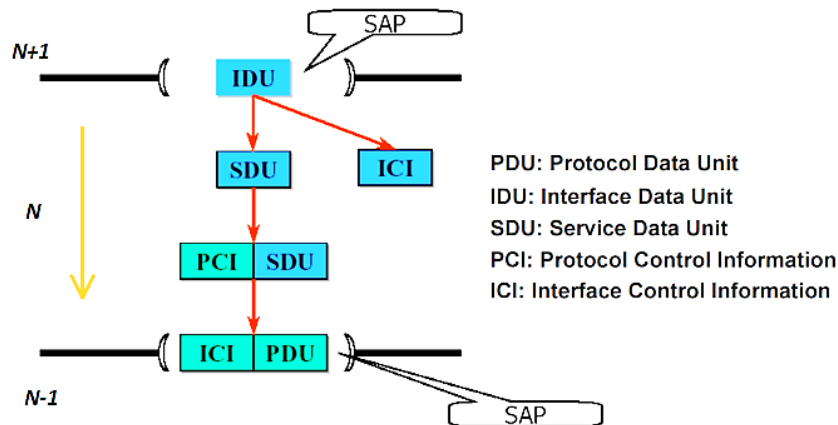 SAP
N+1
IDU
SDU
ICI
PDU: Protocol Data Unit
IDU: Interface Data Unit
SDU: Service Data Unit
PCI: Protocol Control Information
ICI: Interface Control Information
N
PCI SDU
ICI PDU
N-1
SAP